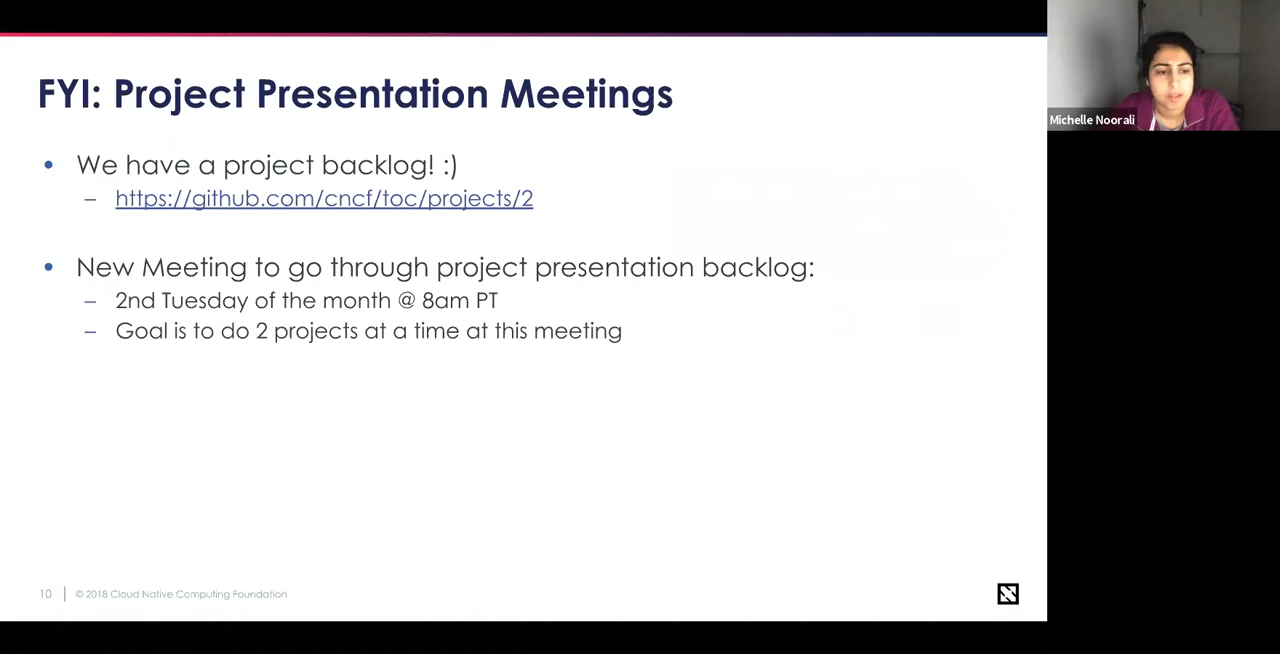 FYI: Project Presentation Meetings
Michelle Noorali
• We have a project backlog! :)
– https://github.com/cncf/toc/projects/2
• New Meeting to go through project presentation backlog:
– 2nd Tuesday of the month @ 8am PT
– Goal is to do 2 projects at a time at this meeting
10 | © 2018 Cloud Native Computing Foundation